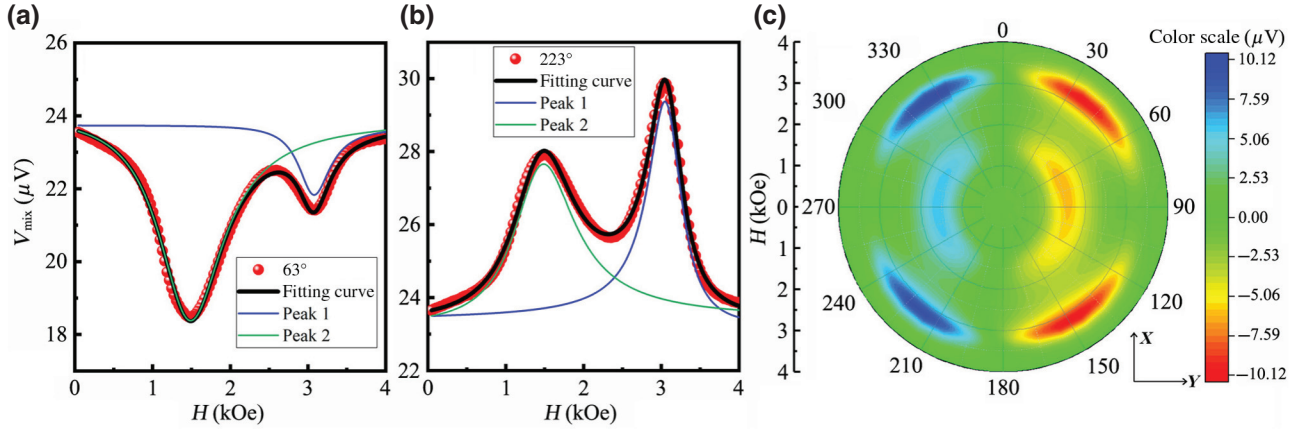 (a)
26
24
22
20
18
V_mix (μV)
0 1 2 3 4
H (kOe)
63°
Fitting curve
Peak 1
Peak 2
(b)
30
28
26
24
22
0 1 2 3 4
H (kOe)
223°
Fitting curve
Peak 1
Peak 2
(c)
4
3
2
1
0
1
2
3
4
H (kOe)
0
30
60
90
120
150
180
210
240
270
300
330
X
Y
Color scale (μV)
10.12
7.59
5.06
2.53
0.00
−2.53
−5.06
−7.59
−10.12